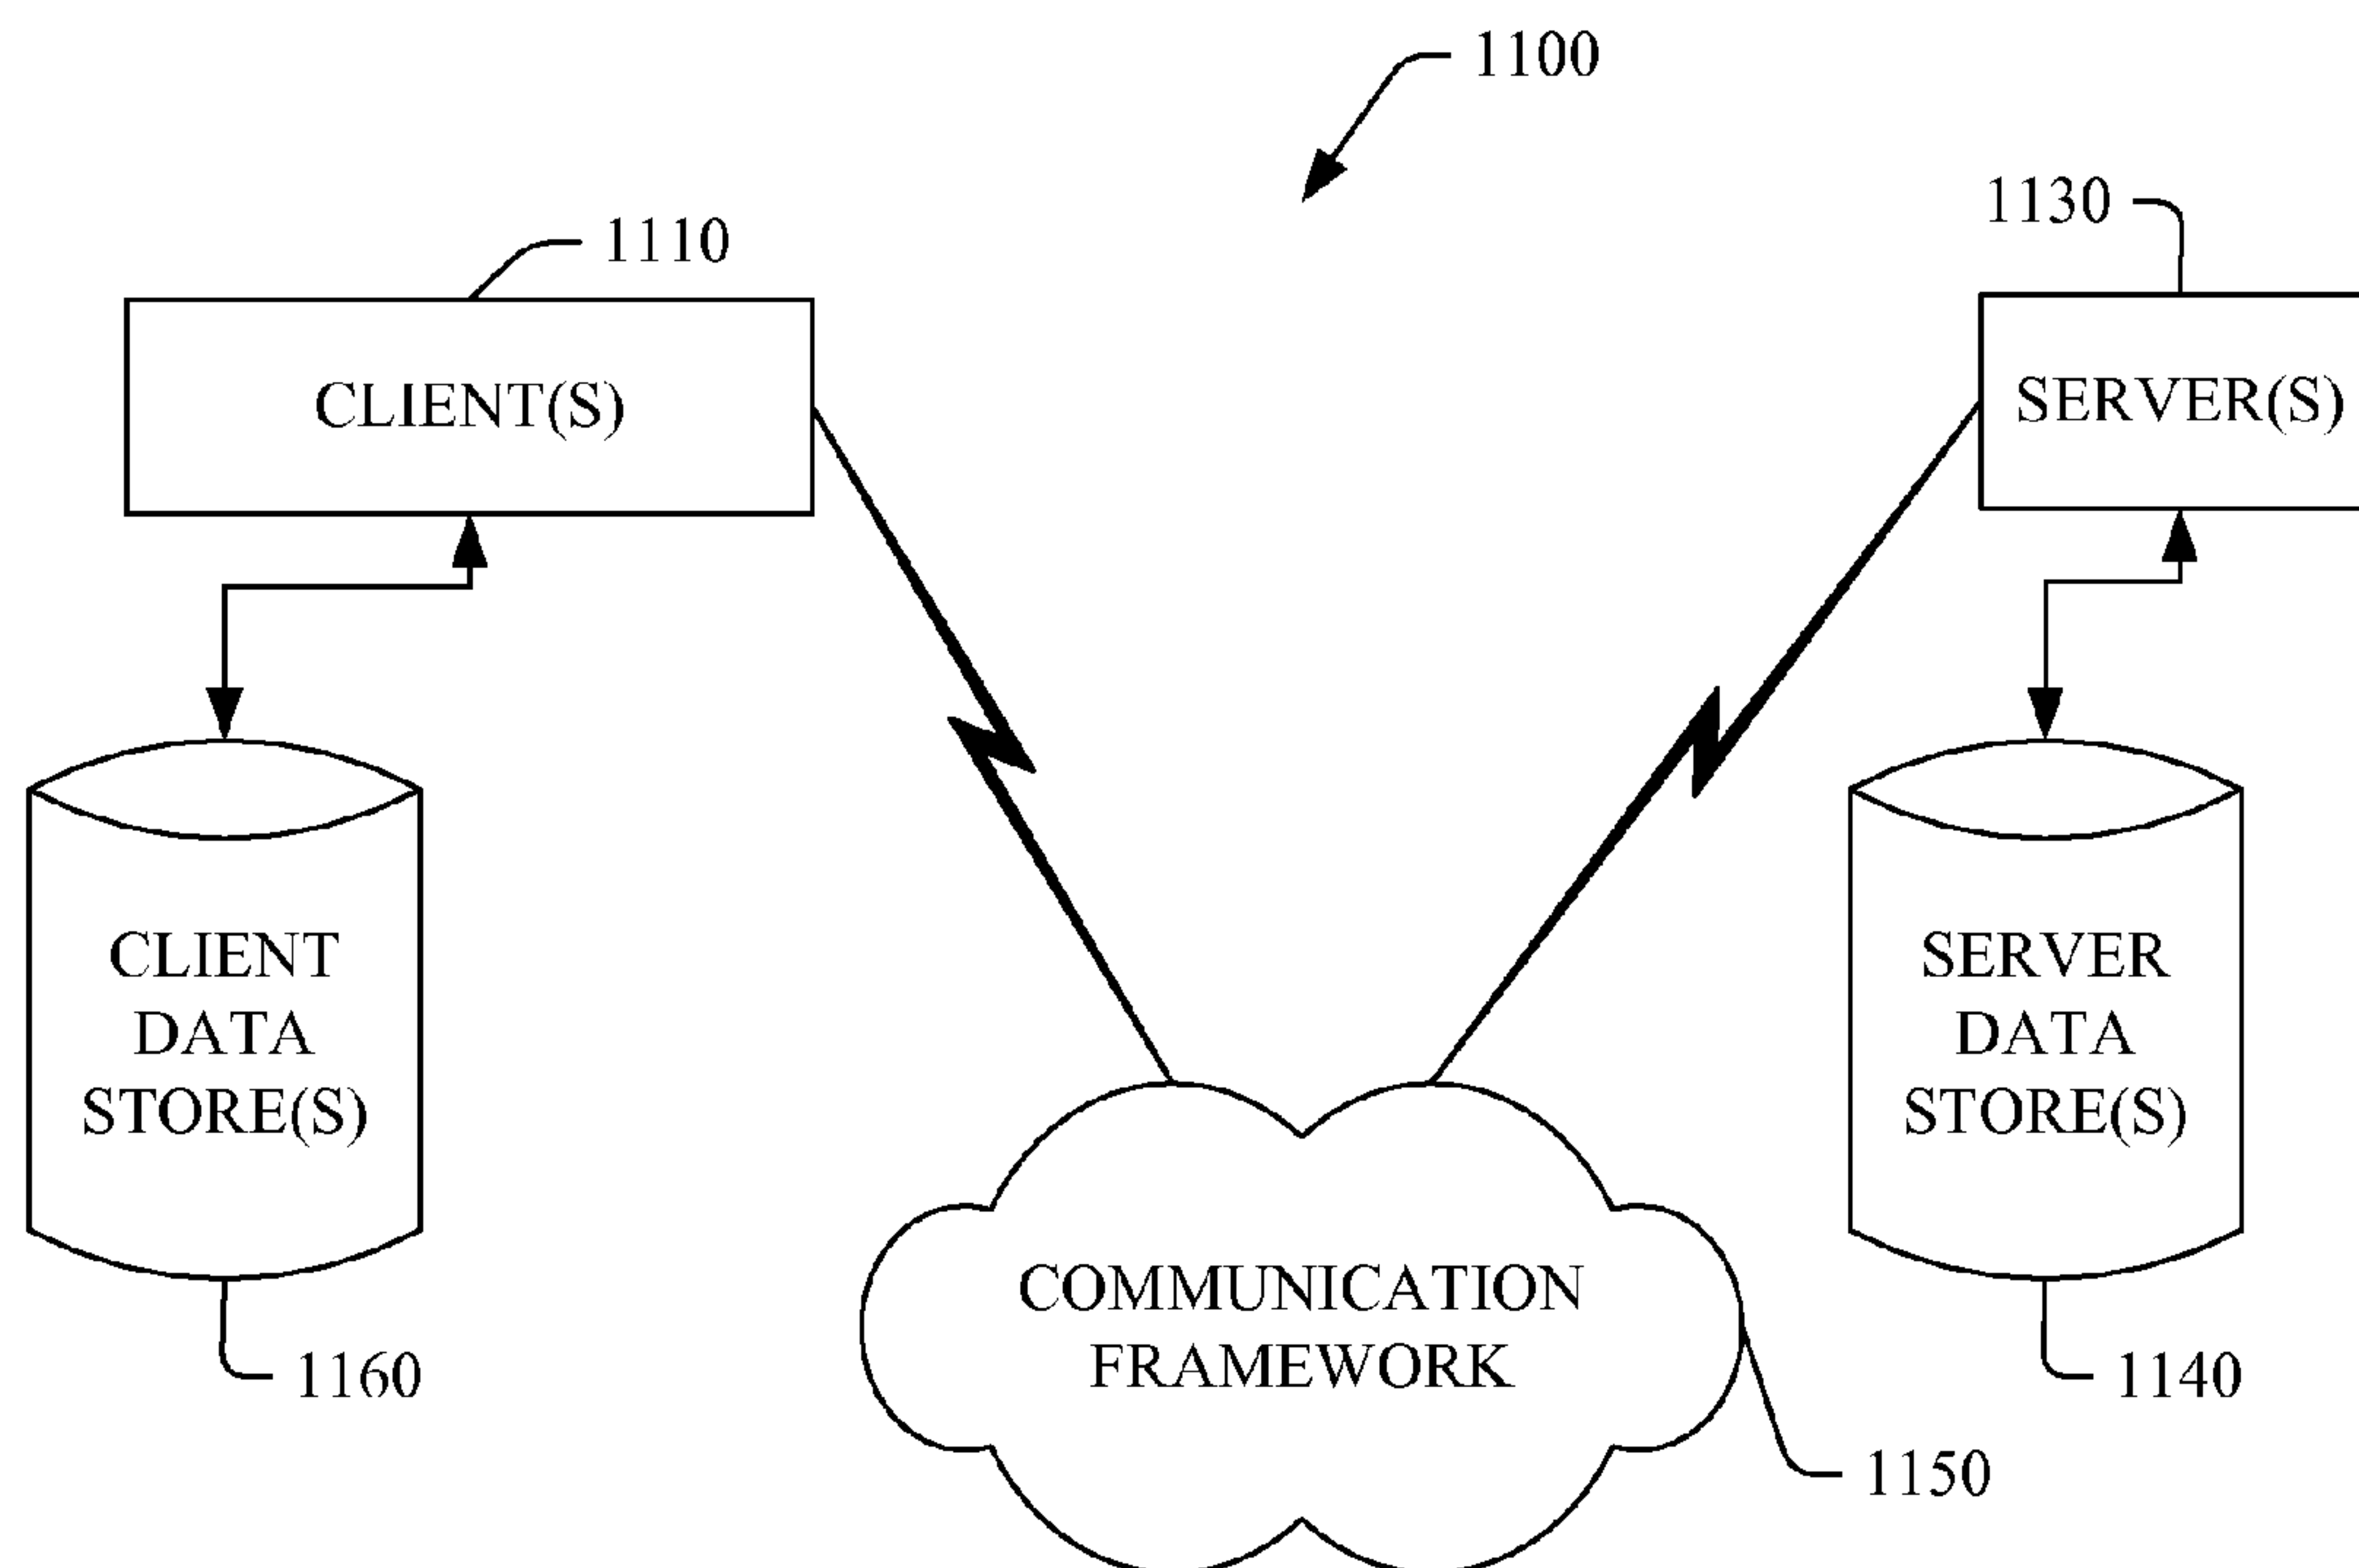 1100
1110
1130
CLIENT(S)
SERVER(S)
CLIENT
DATA
STORE(S)
SERVER
DATA
STORE(S)
COMMUNICATION
FRAMEWORK
1160
1140
1150